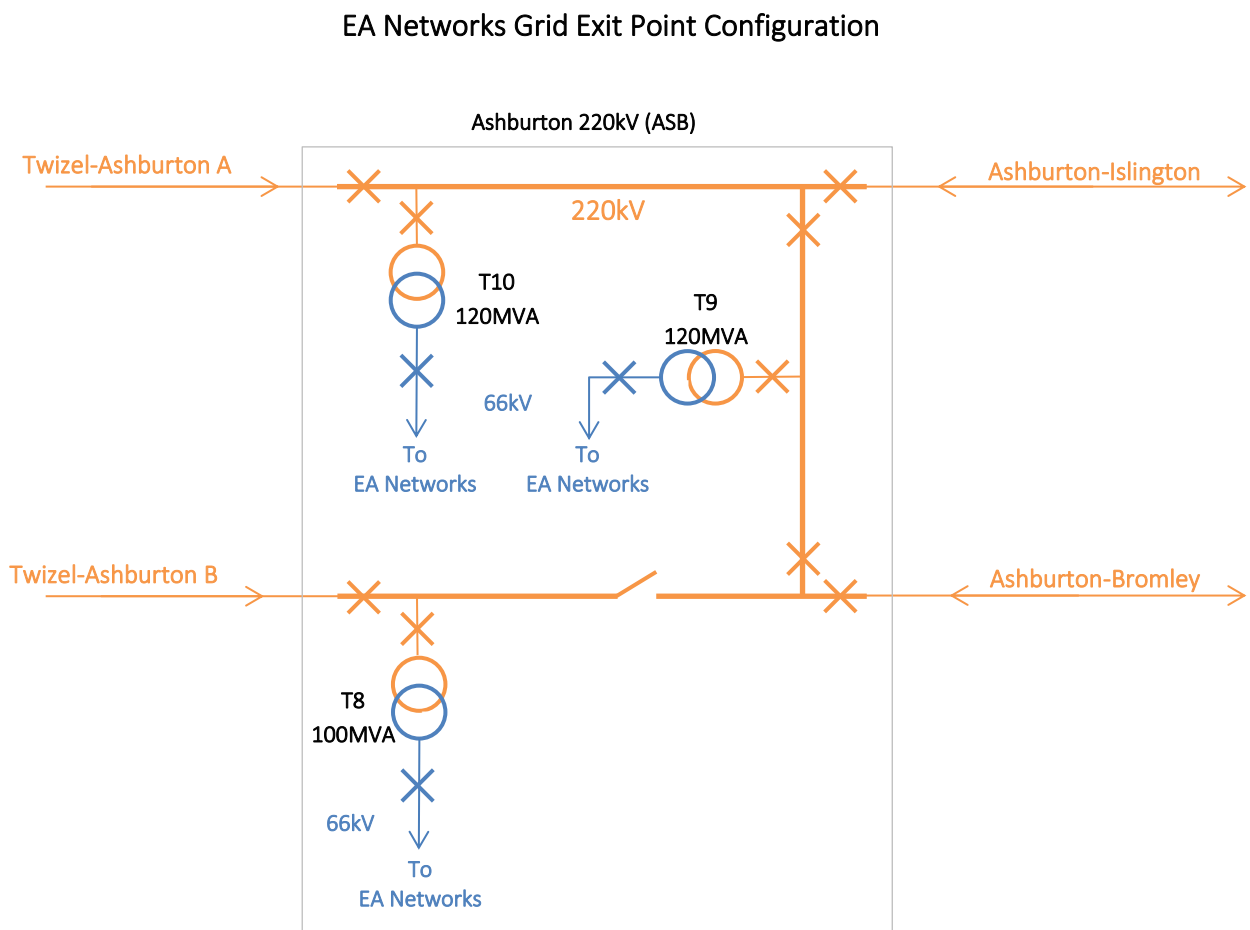 EA Networks Grid Exit Point Configuration
Ashburton 220kV (ASB)
Twizel-Ashburton A
Ashburton-Islington
220kV
T10
120MVA
T9
120MVA
66kV
To
EA Networks
To
EA Networks
Twizel-Ashburton B
Ashburton-Bromley
T8
100MVA
66kV
To
EA Networks